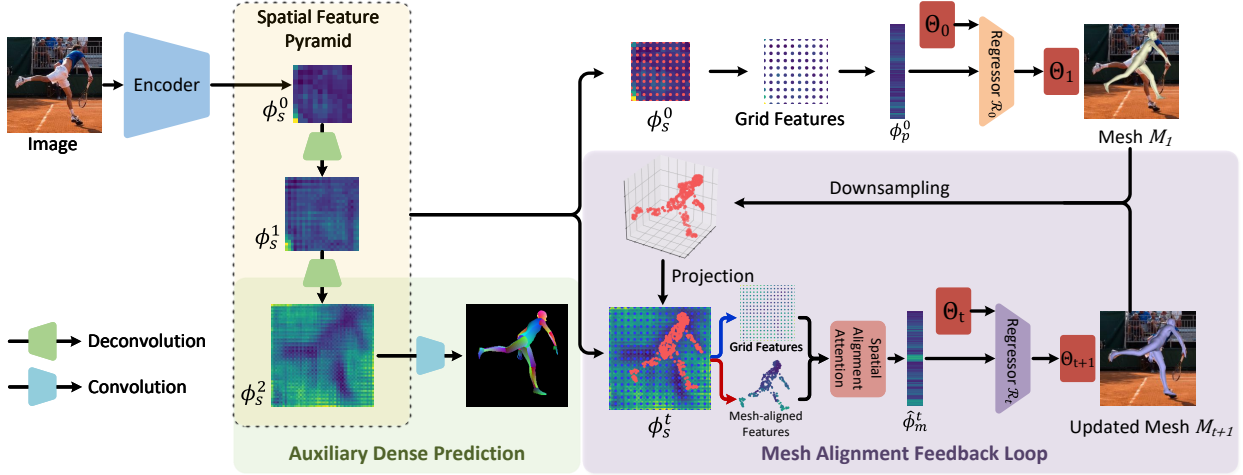 Spatial Feature
Pyramid
Image
Encoder
ϕ_s^0
ϕ_s^1
ϕ_s^2
Deconvolution
Convolution
Auxiliary Dense Prediction
ϕ_s^0
Grid Features
ϕ_p^0
Θ_0
Regressor R_0
Θ_1
Mesh M_1
Downsampling
Projection
ϕ_s^t
Grid Features
Mesh-aligned
Features
Spatial
Alignment
Attention
ϕ̂_m^t
Θ_t
Regressor R_t
Θ_{t+1}
Updated Mesh M_{t+1}
Mesh Alignment Feedback Loop